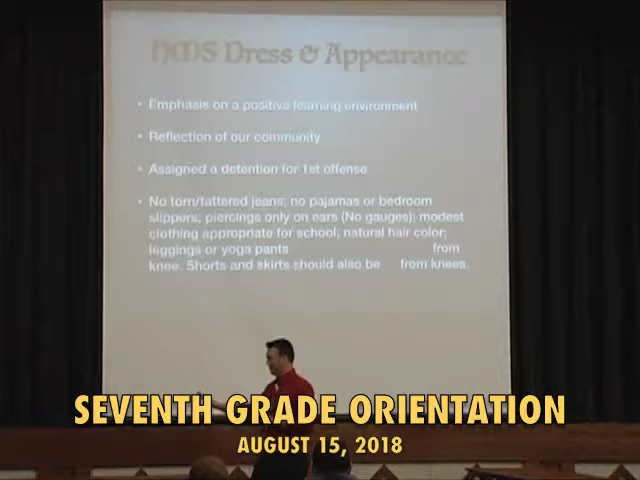 Dress & Appearance
• Emphasis on a positive learning environment
• Reflection of our community
• Assigned a detention for 1st offense
• No torn/tattered jeans; no pajamas or bedroom
slippers; piercings only on ears (No gauges); modest
clothing appropriate for school; natural hair color;
leggings or yoga pants from
knee. Shorts and skirts should also be from knees.
SEVENTH GRADE ORIENTATION
AUGUST 15, 2018